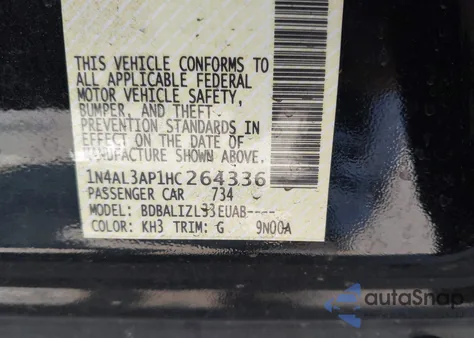 THIS VEHICLE CONFORMS TO
ALL APPLICABLE FEDERAL
MOTOR VEHICLE SAFETY,
BUMPER, AND THEFT
PREVENTION STANDARDS IN
EFFECT ON THE DATE OF
MANUFACTURE SHOWN ABOVE.
1N4AL3AP1HC264336
PASSENGER CAR 734
MODEL: BDBALIZL33EUAB----
COLOR: KH3 TRIM: G 9N00A
autoSnap